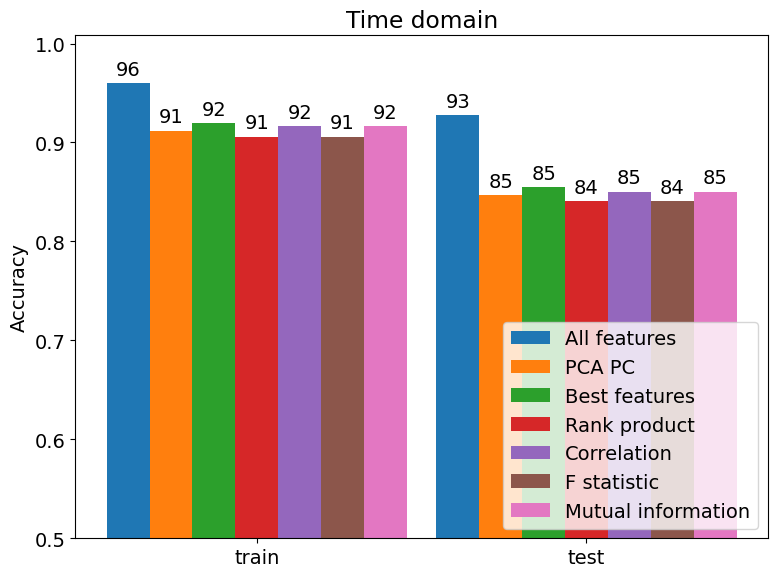 Time domain
Accuracy
1.0
0.9
0.8
0.7
0.6
0.5
96
91
92
91
92
91
92
93
85
85
84
85
84
85
train
test
All features
PCA PC
Best features
Rank product
Correlation
F statistic
Mutual information